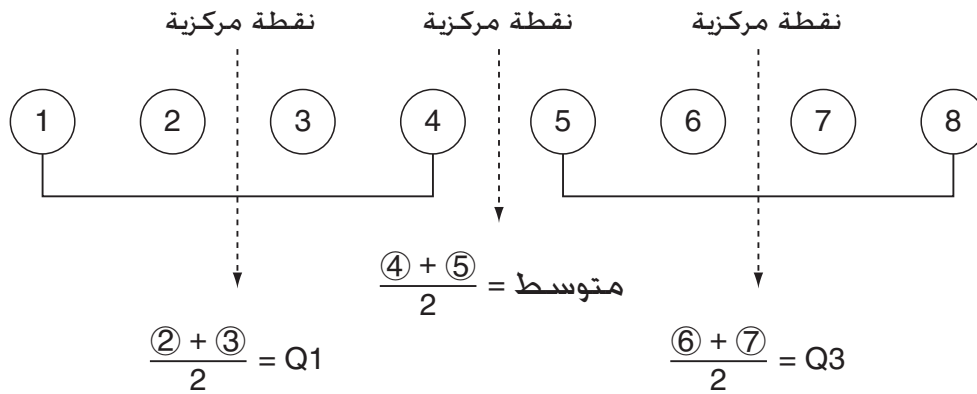 نقطة مركزية نقطة مركزية نقطة مركزية
1 2 3 4 5 6 7 8
④ + ⑤ / 2 = متوسط
② + ③ / 2 = Q1
⑥ + ⑦ / 2 = Q3